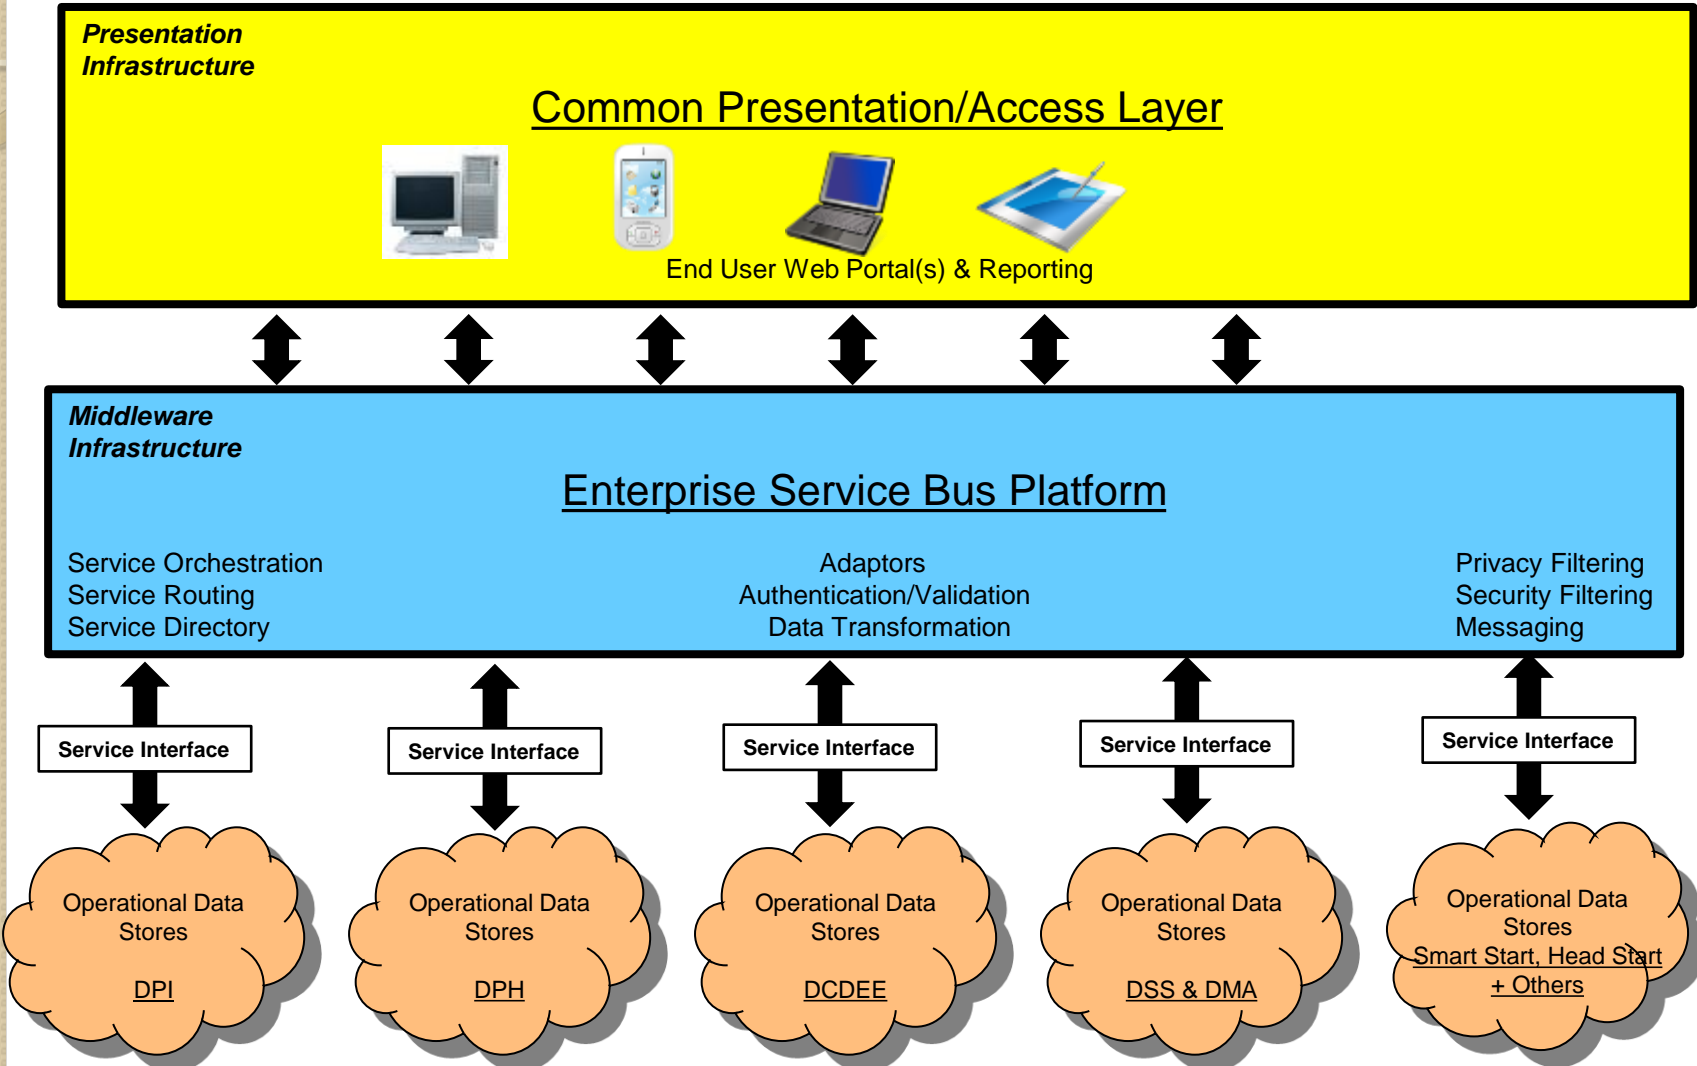 Presentation
Infrastructure
Common Presentation/Access Layer
End User Web Portal(s) & Reporting
Middleware
Infrastructure
Enterprise Service Bus Platform
Service Orchestration
Service Routing
Service Directory
Adaptors
Authentication/Validation
Data Transformation
Privacy Filtering
Security Filtering
Messaging
Service Interface
Service Interface
Service Interface
Service Interface
Service Interface
Operational Data
Stores
DPI
Operational Data
Stores
DPH
Operational Data
Stores
DCDEE
Operational Data
Stores
DSS & DMA
Operational Data
Stores
Smart Start, Head Start
+ Others